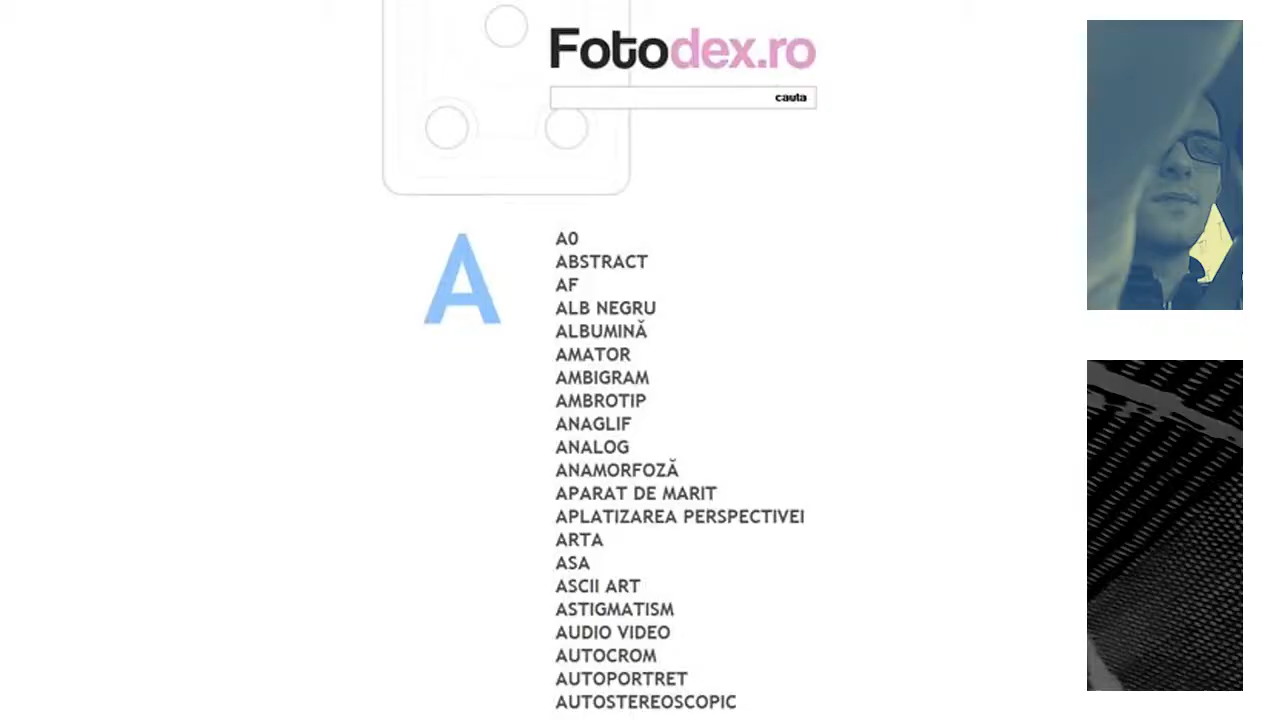 Fotodex.ro
cauta
A
A0
ABSTRACT
AF
ALB NEGRU
ALBUMINĂ
AMATOR
AMBIGRAM
AMBROTIP
ANAGLIF
ANALOG
ANAMORFOZĂ
APARAT DE MARIT
APLATIZAREA PERSPECTIVEI
ARTA
ASA
ASCII ART
ASTIGMATISM
AUDIO VIDEO
AUTOCROM
AUTOPORTRET
AUTOSTEREOSCOPIC